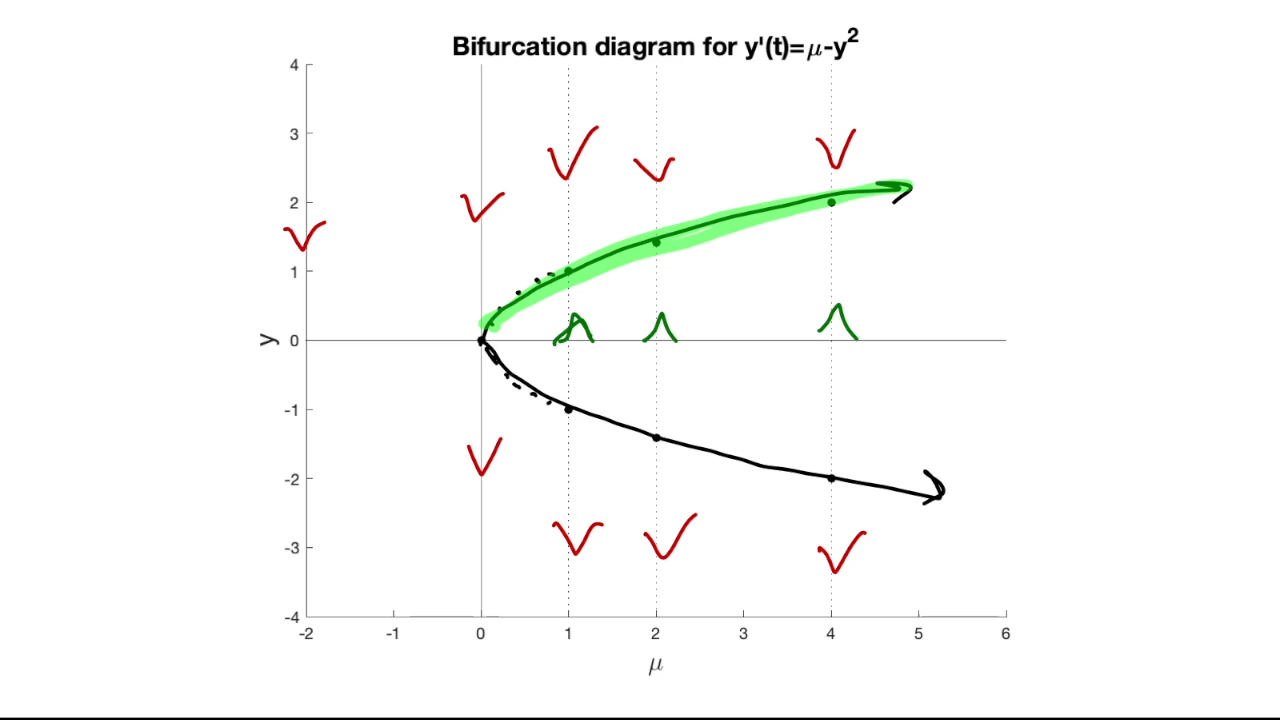 Bifurcation diagram for y'(t)=μ-y²
4
3
2
1
0
-1
-2
-3
-4
y
-2 -1 0 1 2 3 4 5 6
μ